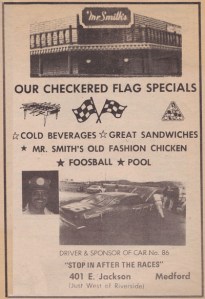 Mr. Smith's
OUR CHECKERED FLAG SPECIALS
☆COLD BEVERAGES ☆GREAT SANDWICHES
★ MR. SMITH'S OLD FASHION CHICKEN
★ FOOSBALL ★ POOL
DRIVER & SPONSOR OF CAR No. 86
"STOP IN AFTER THE RACES"
401 E. Jackson Medford
(Just West of Riverside)